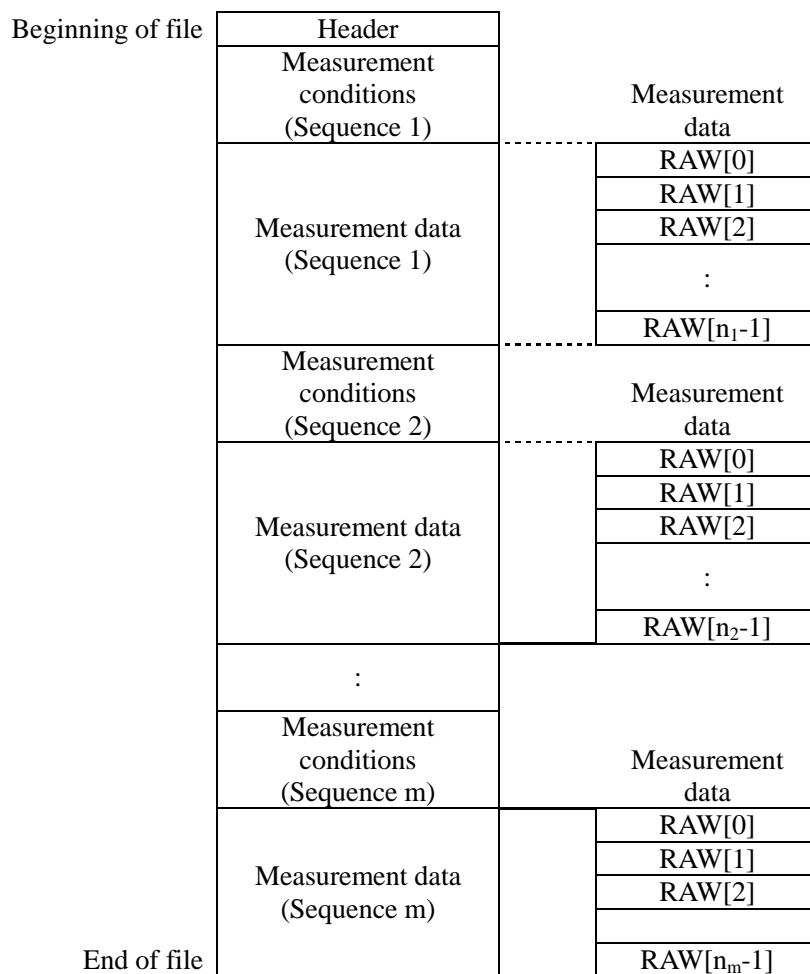 Beginning of file
Header
Measurement
conditions
(Sequence 1)
Measurement
data
Measurement data
(Sequence 1)
RAW[0]
RAW[1]
RAW[2]
:
RAW[n₁-1]
Measurement
conditions
(Sequence 2)
Measurement
data
Measurement data
(Sequence 2)
RAW[0]
RAW[1]
RAW[2]
:
RAW[n₂-1]
:
Measurement
conditions
(Sequence m)
Measurement
data
Measurement data
(Sequence m)
RAW[0]
RAW[1]
RAW[2]
End of file
RAW[nₘ-1]